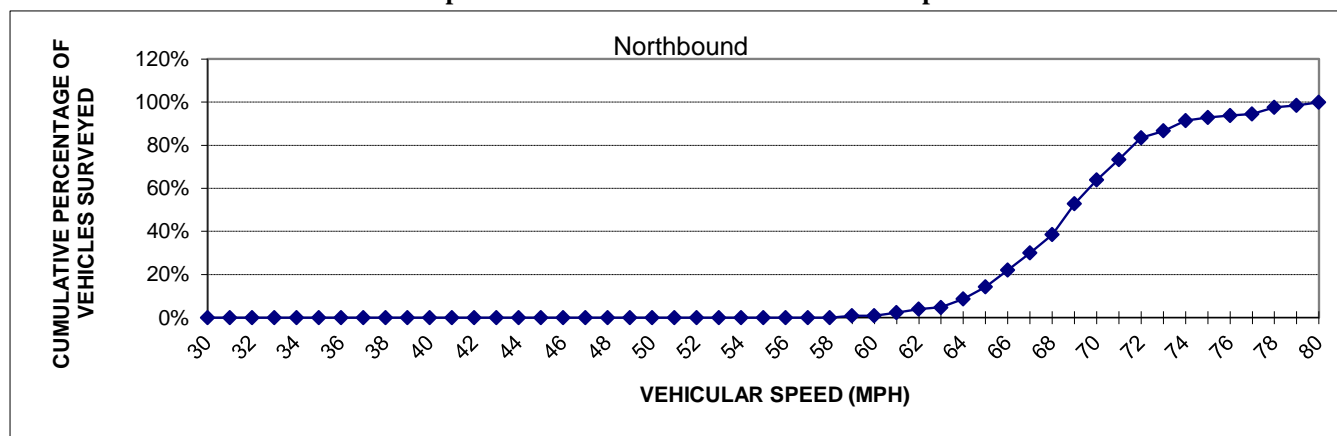 Northbound
CUMULATIVE PERCENTAGE OF
VEHICLES SURVEYED
120%
100%
80%
60%
40%
20%
0%
30 32 34 36 38 40 42 44 46 48 50 52 54 56 58 60 62 64 66 68 70 72 74 76 78 80
VEHICULAR SPEED (MPH)